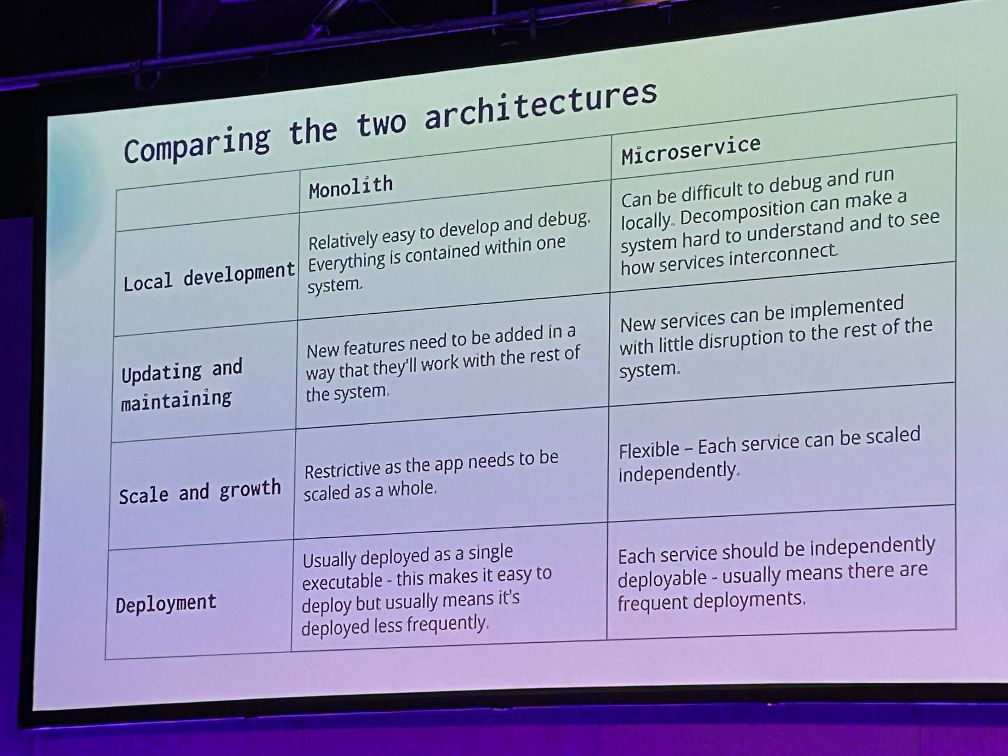 Comparing the two architectures
Monolith
Microservice
Local development
Relatively easy to develop and debug.
Everything is contained within one
system.
Can be difficult to debug and run
locally. Decomposition can make a
system hard to understand and to see
how services interconnect.
Updating and
maintaining
New features need to be added in a
way that they'll work with the rest of
the system.
New services can be implemented
with little disruption to the rest of the
system.
Scale and growth
Restrictive as the app needs to be
scaled as a whole.
Flexible – Each service can be scaled
independently.
Deployment
Usually deployed as a single
executable - this makes it easy to
deploy but usually means it's
deployed less frequently.
Each service should be independently
deployable - usually means there are
frequent deployments.